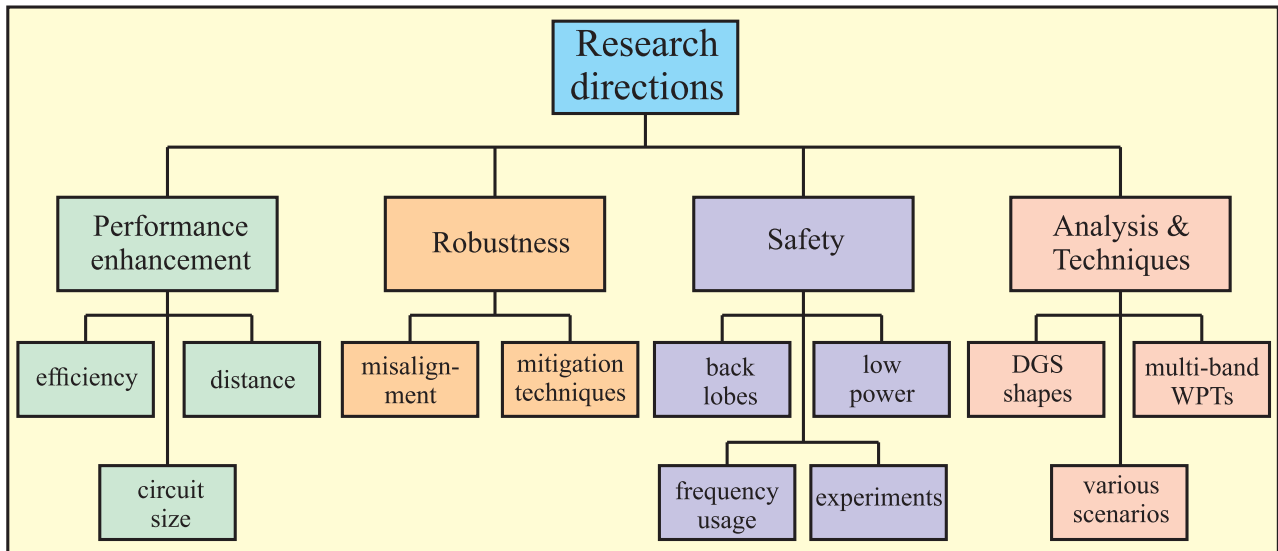 Research
directions
Performance
enhancement
Robustness
Safety
Analysis &
Techniques
efficiency
distance
misalign-
ment
mitigation
techniques
back
lobes
low
power
DGS
shapes
multi-band
WPTs
circuit
size
frequency
usage
experiments
various
scenarios